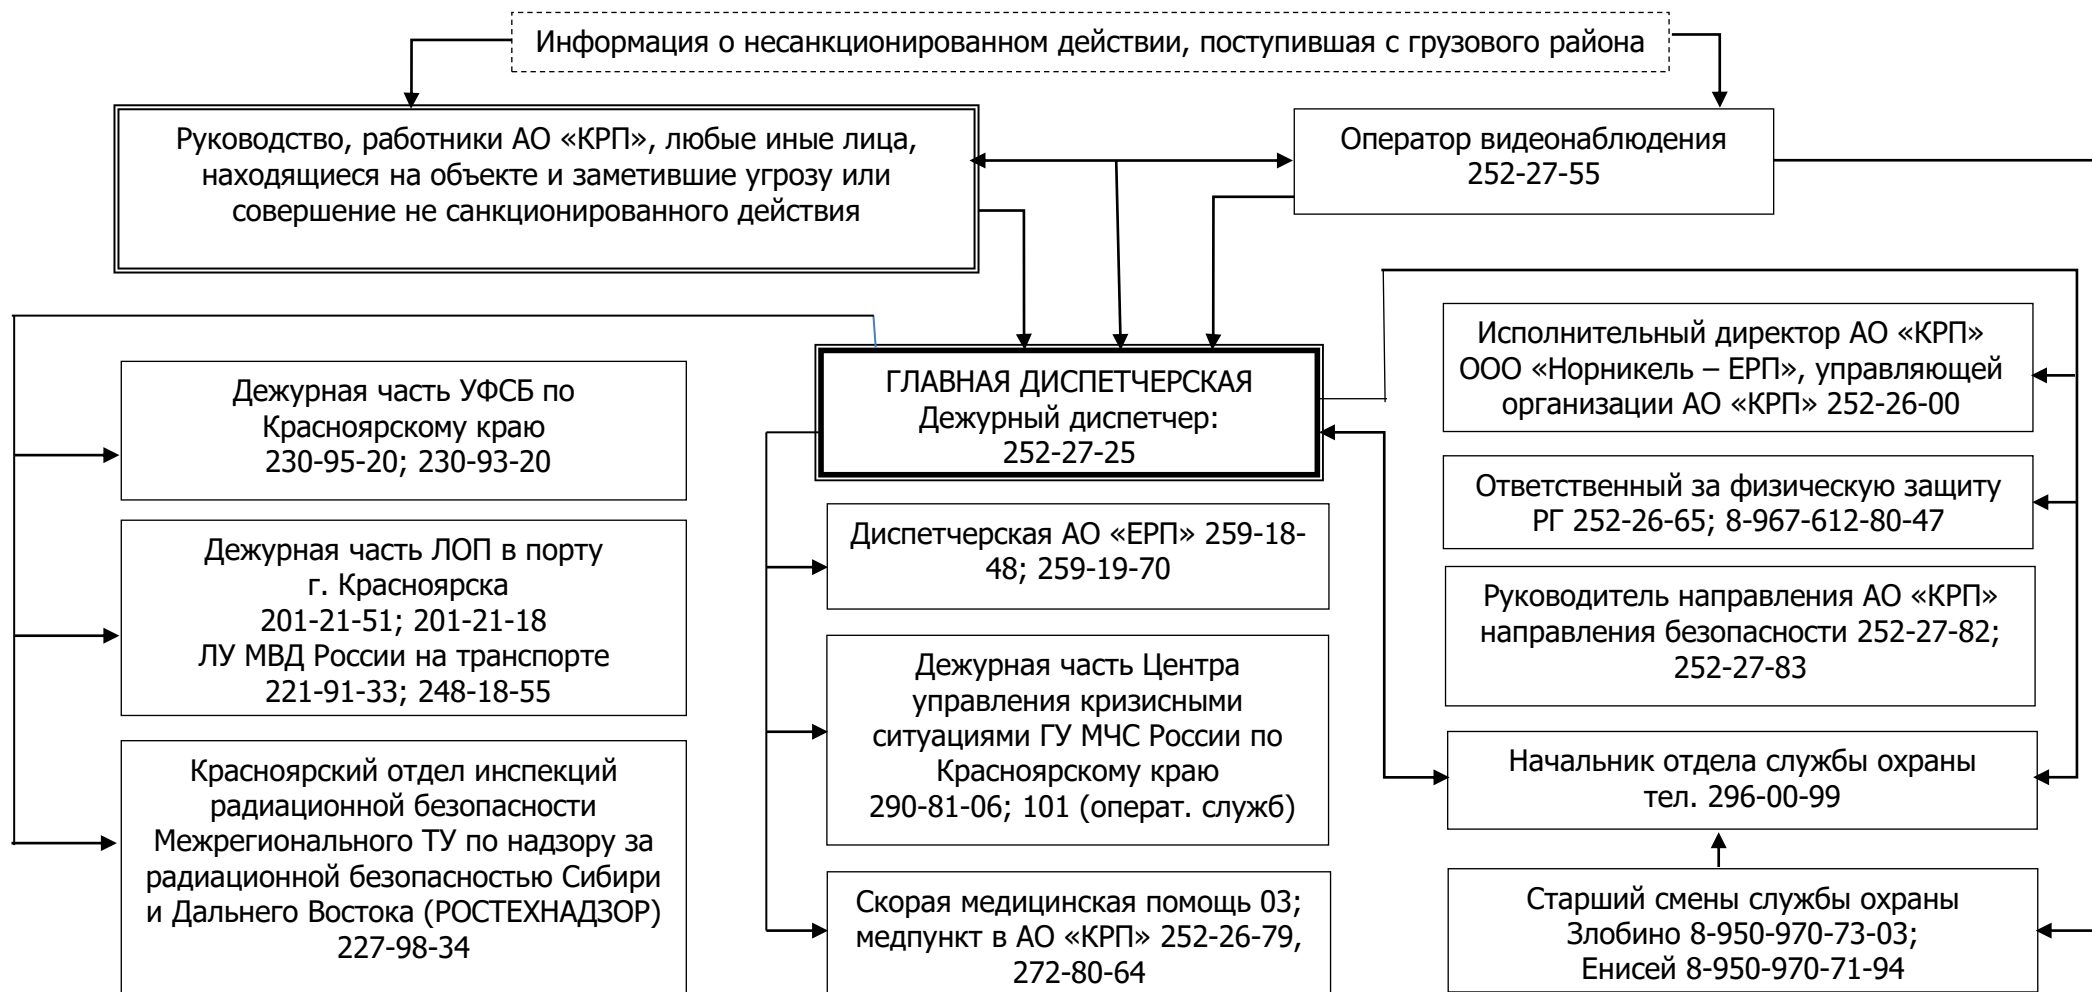 Информация о несанкционированном действии, поступившая с грузового района
Руководство, работники АО «КРП», любые иные лица,
находящиеся на объекте и заметившие угрозу или
совершение не санкционированного действия
Оператор видеонаблюдения
252-27-55
ГЛАВНАЯ ДИСПЕТЧЕРСКАЯ
Дежурный диспетчер:
252-27-25
Дежурная часть УФСБ по
Красноярскому краю
230-95-20; 230-93-20
Дежурная часть ЛОП в порту
г. Красноярска
201-21-51; 201-21-18
ЛУ МВД России на транспорте
221-91-33; 248-18-55
Красноярский отдел инспекций
радиационной безопасности
Межрегионального ТУ по надзору за
радиационной безопасностью Сибири
и Дальнего Востока (РОСТЕХНАДЗОР)
227-98-34
Диспетчерская АО «ЕРП» 259-18-
48; 259-19-70
Дежурная часть Центра
управления кризисными
ситуациями ГУ МЧС России по
Красноярскому краю
290-81-06; 101 (операт. служб)
Скорая медицинская помощь 03;
медпункт в АО «КРП» 252-26-79,
272-80-64
Исполнительный директор АО «КРП»
ООО «Норникель – ЕРП», управляющей
организации АО «КРП» 252-26-00
Ответственный за физическую защиту
РГ 252-26-65; 8-967-612-80-47
Руководитель направления АО «КРП»
направления безопасности 252-27-82;
252-27-83
Начальник отдела службы охраны
тел. 296-00-99
Старший смены службы охраны
Злобино 8-950-970-73-03;
Енисей 8-950-970-71-94